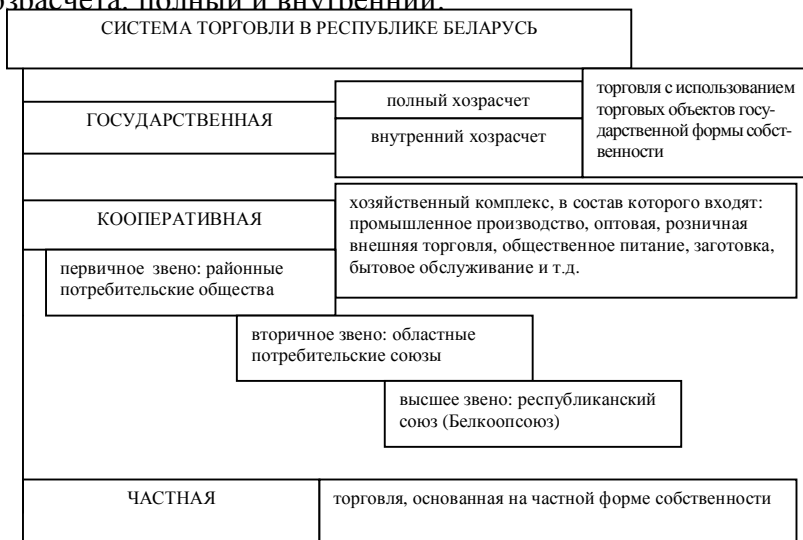 хозрасчета, полный и внутренний.
СИСТЕМА ТОРГОВЛИ В РЕСПУБЛИКЕ БЕЛАРУСЬ
ГОСУДАРСТВЕННАЯ
полный хозрасчет
внутренний хозрасчет
торговля с использованием
торговых объектов госу-
дарственной формы собст-
венности
КООПЕРАТИВНАЯ
хозяйственный комплекс, в состав которого входят:
промышленное производство, оптовая, розничная
внешняя торговля, общественное питание, заготовка,
бытовое обслуживание и т.д.
первичное звено: районные
потребительские общества
вторичное звено: областные
потребительские союзы
высшее звено: республиканский
союз (Белкоопсоюз)
ЧАСТНАЯ
торговля, основанная на частной форме собственности